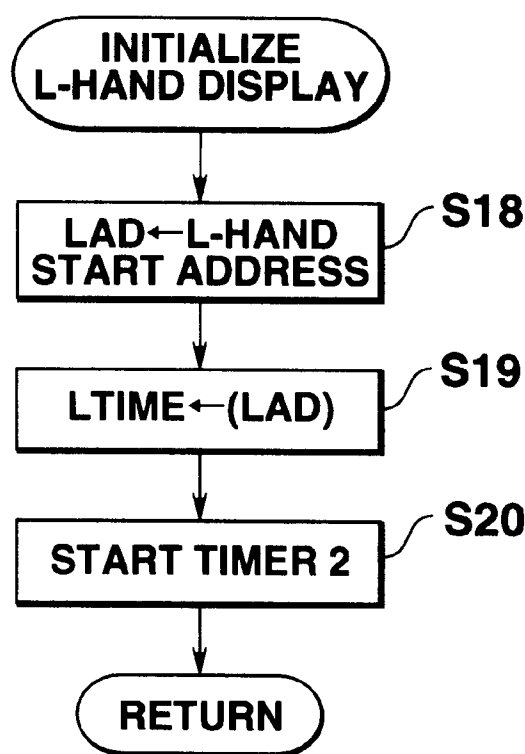 INITIALIZE
L-HAND DISPLAY
LAD←L-HAND
START ADDRESS
S18
LTIME←(LAD)
S19
START TIMER 2
S20
RETURN